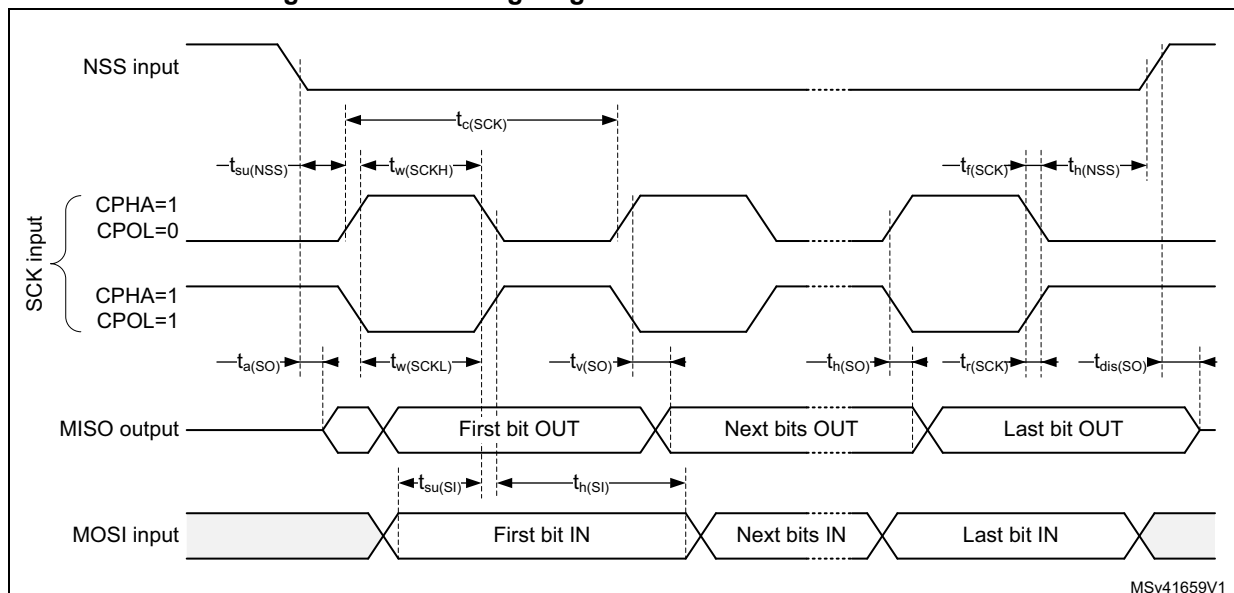 NSS input
tc(SCK)
tsu(NSS) tw(SCKH) tf(SCK) th(NSS)
SCK input
CPHA=1
CPOL=0
CPHA=1
CPOL=1
ta(SO) tw(SCKL) tv(SO) th(SO) tr(SCK) tdis(SO)
MISO output First bit OUT Next bits OUT Last bit OUT
tsu(SI) th(SI)
MOSI input First bit IN Next bits IN Last bit IN
MSv41659V1